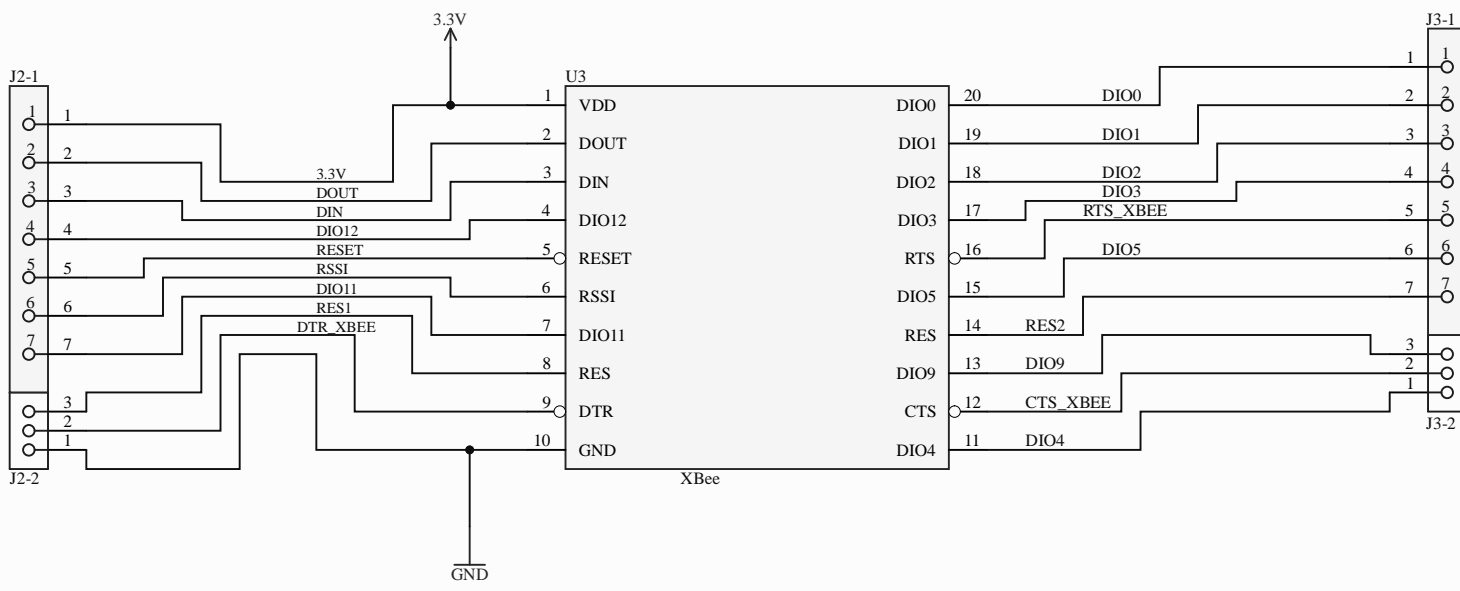 3.3V
J3-1
J2-1
U3
1 1
2 2
3 3
4 4
5 5
6 6
7 7
3
2
1
J2-2
3.3V
DOUT
DIN
DIO12
RESET
RSSI
DIO11
RES1
DTR_XBEE
1 VDD
2 DOUT
3 DIN
4 DIO12
5 RESET
6 RSSI
7 DIO11
8 RES
9 DTR
10 GND
DIO0 20 DIO0
DIO1 19 DIO1
DIO2 18 DIO2
DIO3 17 DIO3
RTS 16 RTS_XBEE
DIO5 15 DIO5
RES 14 RES2
DIO9 13 DIO9
CTS 12 CTS_XBEE
DIO4 11 DIO4
1 1
2 2
3 3
4 4
5 5
6 6
7 7
3
2
1
J3-2
XBee
GND